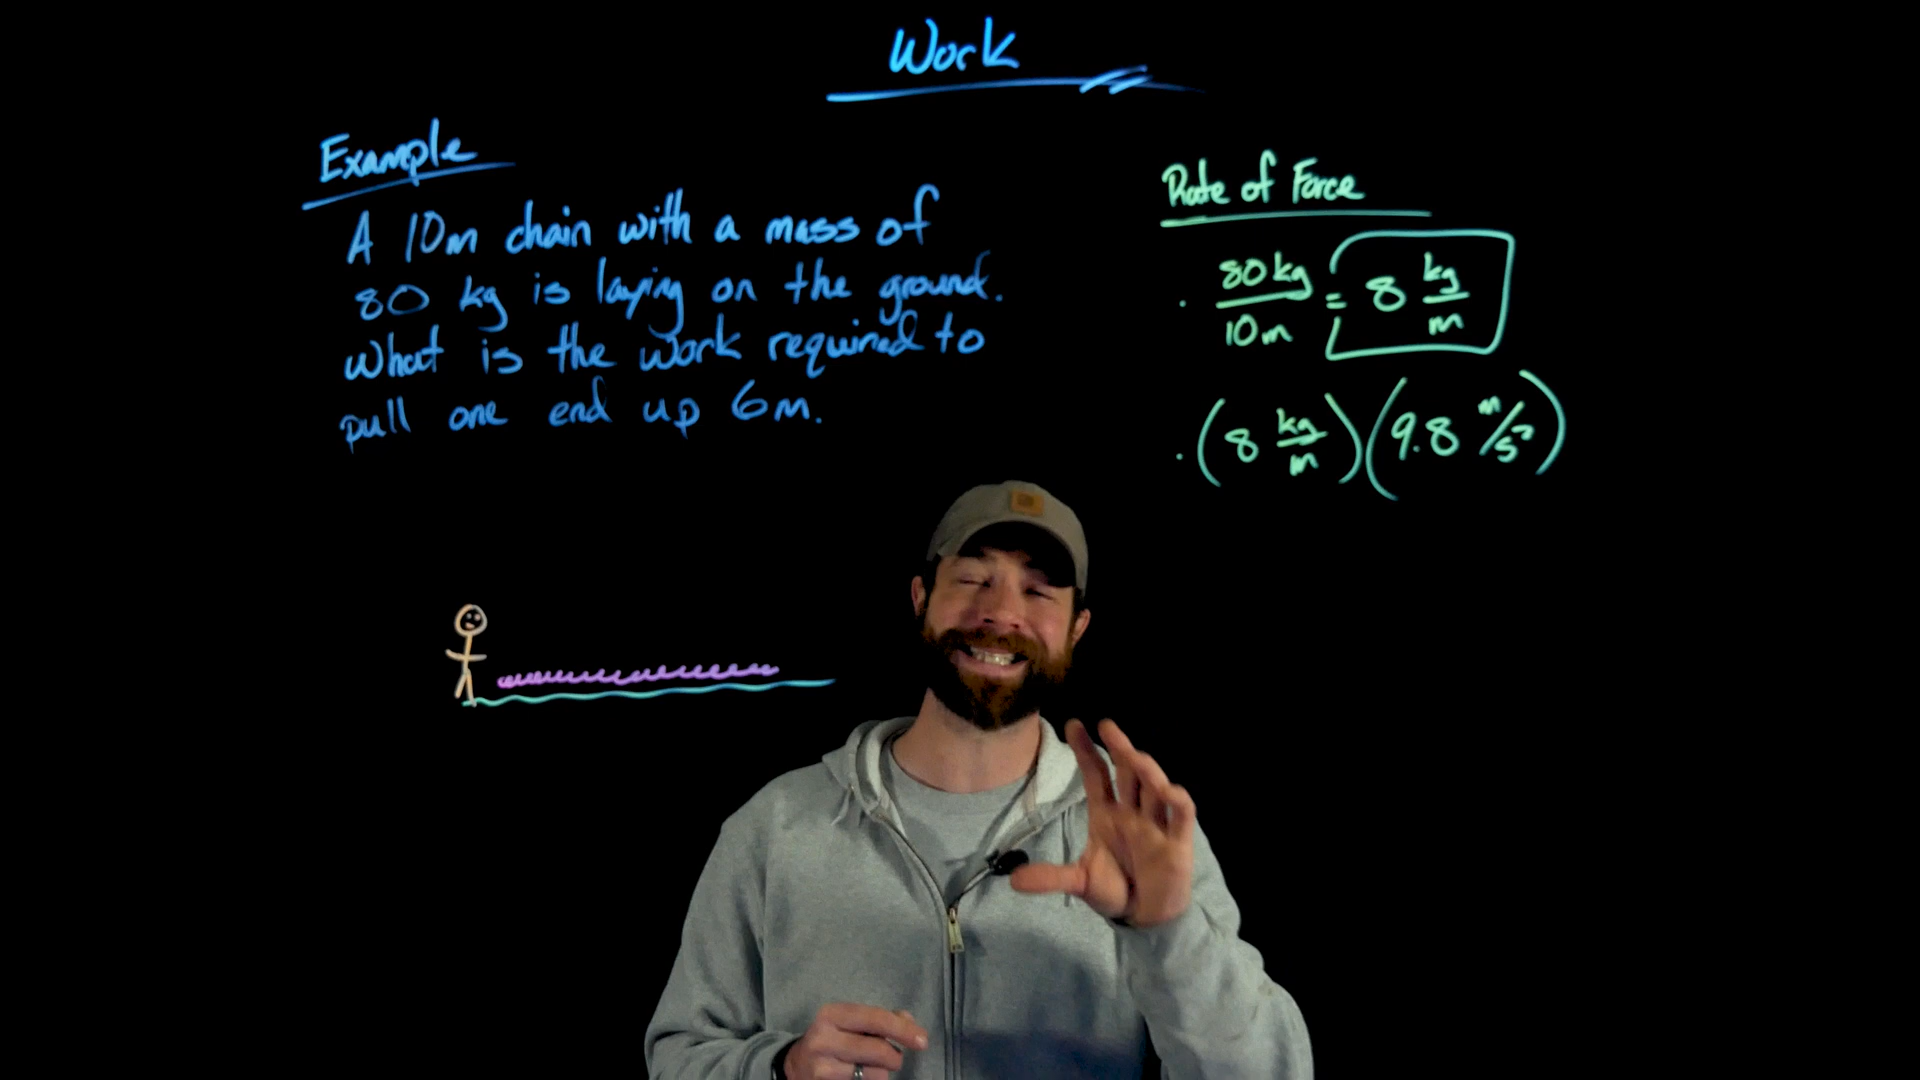 Work
Example
A 10m chain with a mass of
80 kg is laying on the ground.
What is the work required to
pull one end up 6m.
Rate of Force
· 80kg/10m = 8 kg/m
· (8 kg/m)(9.8 m/s²)